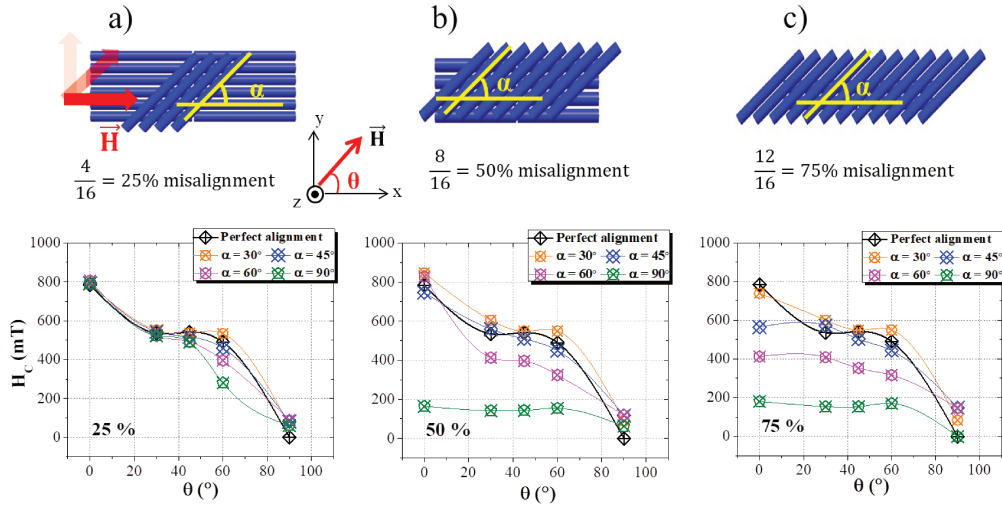 a)
b)
c)
α
α
α
H
y
H
θ
z
x
4/16 = 25% misalignment
8/16 = 50% misalignment
12/16 = 75% misalignment
H_C (mT)
1000
800
600
400
200
0
Perfect alignment
α = 30° α = 45°
α = 60° α = 90°
25 %
0 20 40 60 80 100
θ (°)
1000
800
600
400
200
0
Perfect alignment
α = 30° α = 45°
α = 60° α = 90°
50 %
0 20 40 60 80 100
θ (°)
1000
800
600
400
200
0
Perfect alignment
α = 30° α = 45°
α = 60° α = 90°
75 %
0 20 40 60 80 100
θ (°)